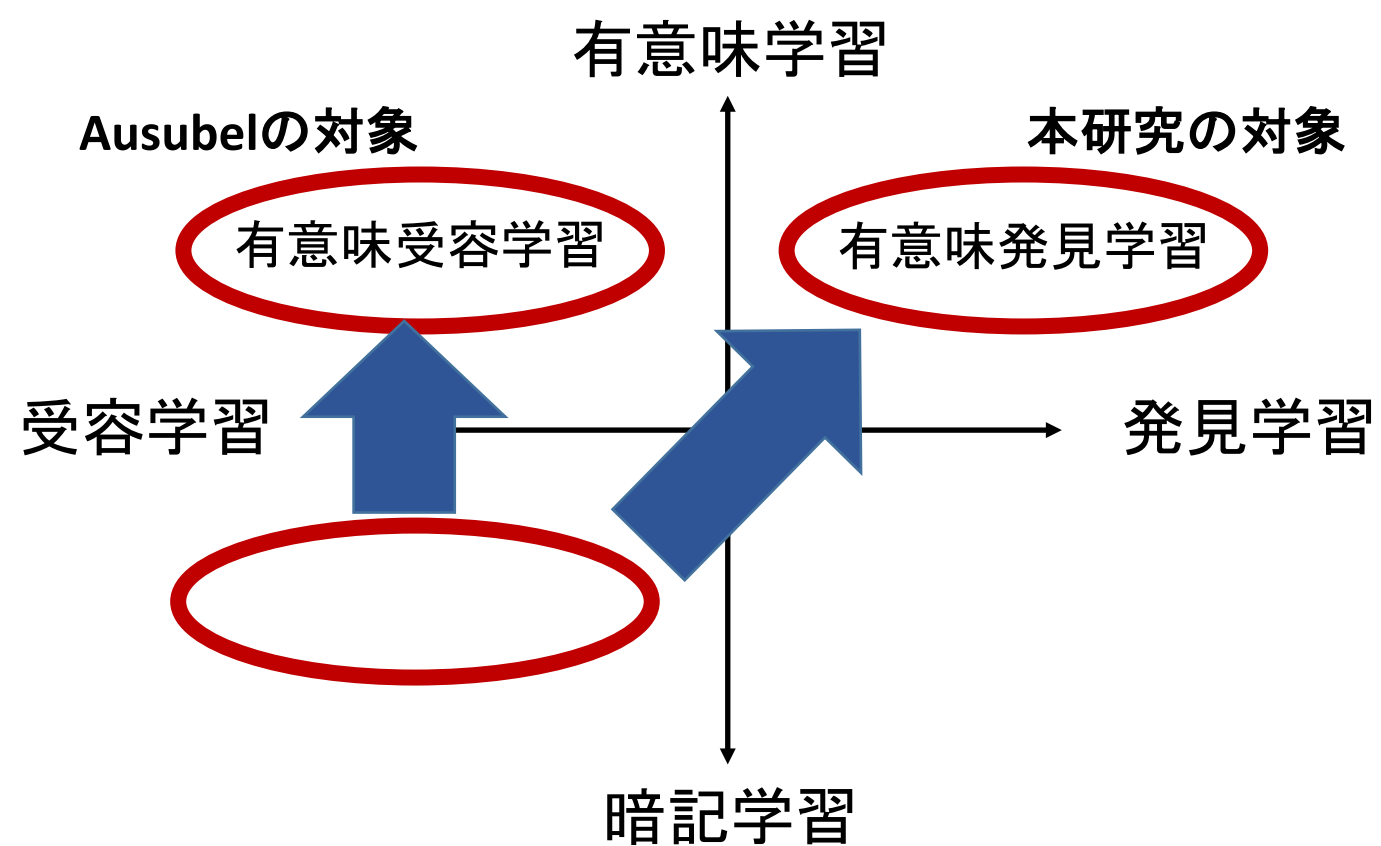 有意味学習
Ausubelの対象
本研究の対象
有意味受容学習
有意味発見学習
受容学習
発見学習
暗記学習